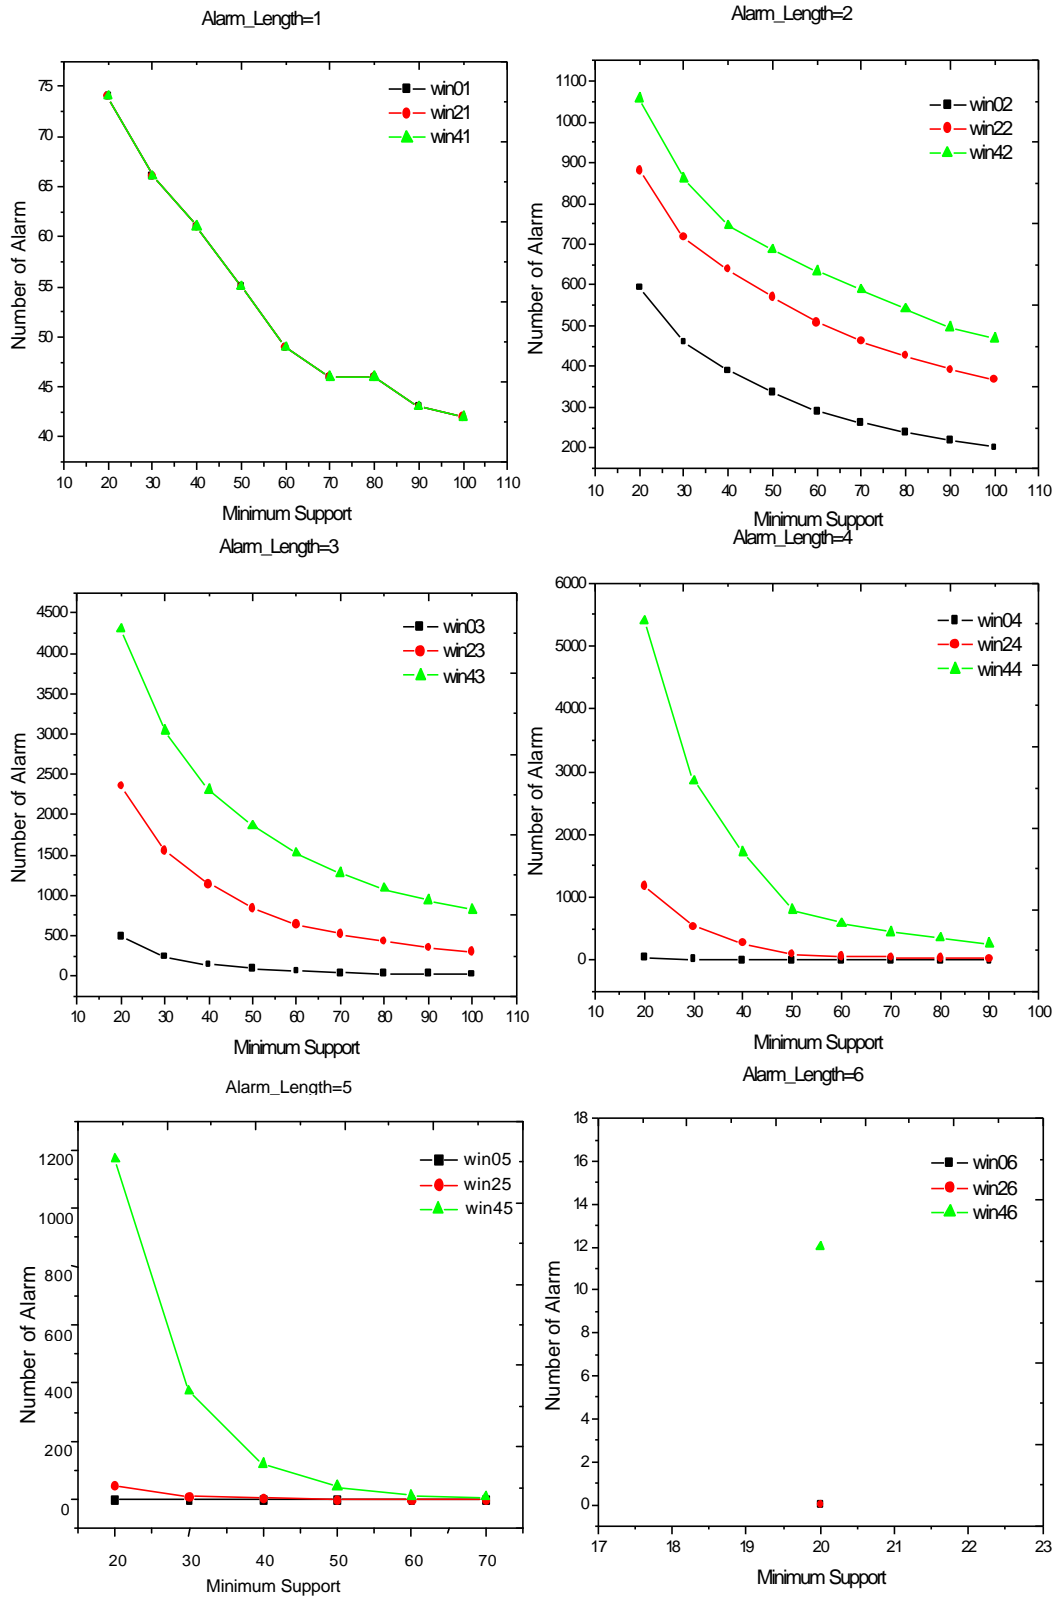 Alarm_Length=1
Number of Alarm
75
70
65
60
55
50
45
40
win01
win21
win41
10 20 30 40 50 60 70 80 90 100 110
Minimum Support
Alarm_Length=2
Number of Alarm
1100
1000
900
800
700
600
500
400
300
200
win02
win22
win42
10 20 30 40 50 60 70 80 90 100 110
Minimum Support
Alarm_Length=3
Number of Alarm
4500
4000
3500
3000
2500
2000
1500
1000
500
0
win03
win23
win43
10 20 30 40 50 60 70 80 90 100 110
Minimum Support
Alarm_Length=4
Number of Alarm
6000
5000
4000
3000
2000
1000
0
win04
win24
win44
10 20 30 40 50 60 70 80 90 100
Minimum Support
Alarm_Length=5
Number of Alarm
1200
1000
800
600
400
200
0
win05
win25
win45
20 30 40 50 60 70
Minimum Support
Alarm_Length=6
Number of Alarm
18
16
14
12
10
8
6
4
2
0
win06
win26
win46
17 18 19 20 21 22 23
Minimum Support